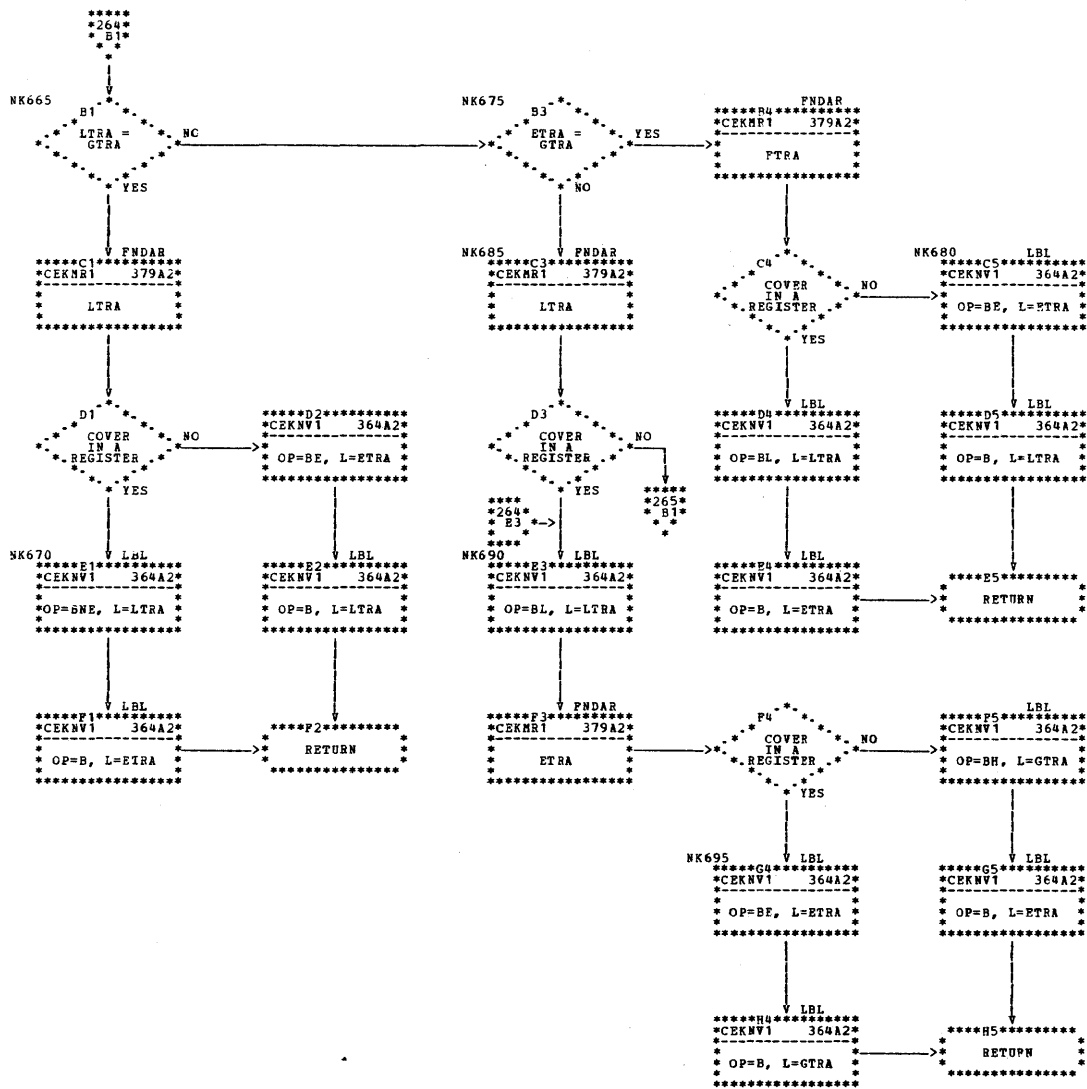 *264*
B1
NK665
B1
LTRA =
GTRA
NC
YES
NK675
B3
ETRA =
GTRA
YES
NO
FNDAR
B4
*CEKMR1 379A2*
FTRA
FNDAR
C1
*CEKMR1 379A2*
LTRA
NK685
FNDAR
C3
*CEKMR1 379A2*
LTRA
C4
COVER
IN A
REGISTER
NO
YES
NK680
LBL
C5
*CEKNV1 364A2*
OP=BE, L=ETRA
D1
COVER
IN A
REGISTER
NO
YES
D2
*CEKNV1 364A2*
OP=BE, L=ETRA
D3
COVER
IN A
REGISTER
NO
YES
*264*
E3
*265*
B1
LBL
D4
*CEKNV1 364A2*
OP=BL, L=LTRA
LBL
D5
*CEKNV1 364A2*
OP=B, L=LTRA
NK670
LBL
E1
*CEKNV1 364A2*
OP=BNE, L=LTRA
LBL
E2
*CEKNV1 364A2*
OP=B, L=LTRA
NK690
LBL
E3
*CEKNV1 364A2*
OP=BL, L=LTRA
LBL
E4
*CEKNV1 364A2*
OP=B, L=ETRA
E5
RETURN
LBL
F1
*CEKNV1 364A2*
OP=B, L=ETRA
F2
RETURN
FNDAR
F3
*CEKMR1 379A2*
ETRA
F4
COVER
IN A
REGISTER
NO
YES
LBL
F5
*CEKNV1 364A2*
OP=BH, L=GTRA
NK695
LBL
G4
*CEKNV1 364A2*
OP=BE, L=ETRA
LBL
G5
*CEKNV1 364A2*
OP=B, L=ETRA
LBL
H4
*CEKNV1 364A2*
OP=B, L=GTRA
H5
RETURN